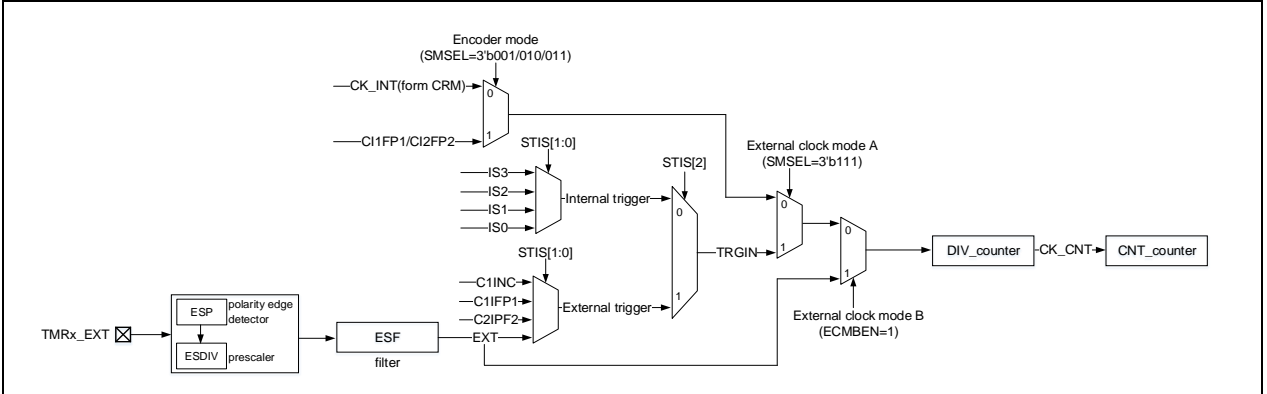 Encoder mode
(SMSEL=3'b001/010/011)
CK_INT(form CRM)
0
CI1FP1/CI2FP2
1
STIS[1:0]
IS3
IS2
IS1
IS0
Internal trigger
STIS[2]
0
1
External clock mode A
(SMSEL=3'b111)
0
1
TRGIN
0
1
DIV_counter
CK_CNT
CNT_counter
STIS[1:0]
C1INC
C1IFP1
C2IPF2
EXT
External trigger
External clock mode B
(ECMBEN=1)
TMRx_EXT
ESP
polarity edge
detector
ESDIV
prescaler
ESF
filter